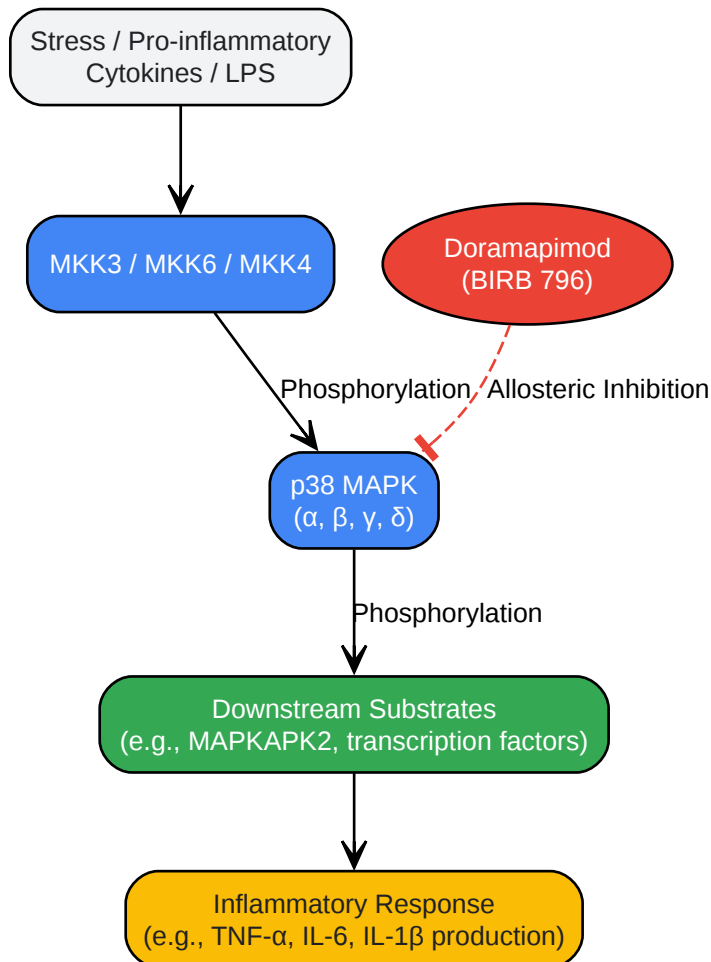 Stress / Pro-inflammatory
Cytokines / LPS
MKK3 / MKK6 / MKK4
Doramapimod
(BIRB 796)
Phosphorylation
Allosteric Inhibition
p38 MAPK
(α, β, γ, δ)
Phosphorylation
Downstream Substrates
(e.g., MAPKAPK2, transcription factors)
Inflammatory Response
(e.g., TNF-α, IL-6, IL-1β production)